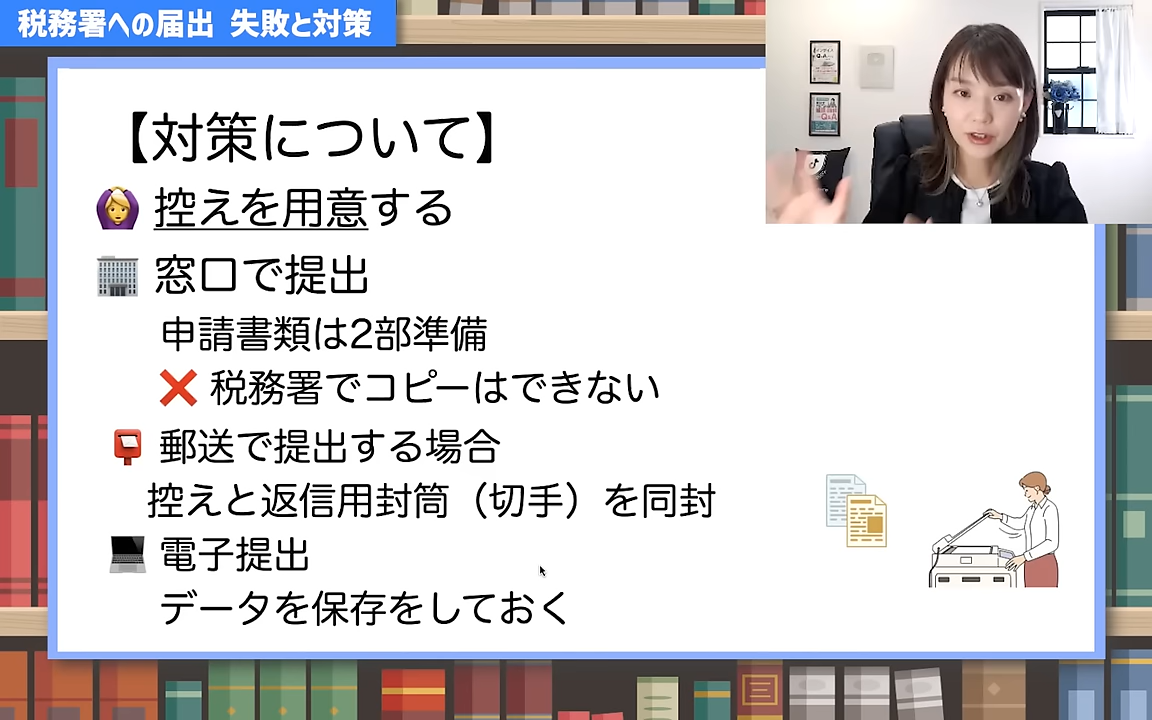 税務署への届出 失敗と対策
【対策について】
控えを用意する
窓口で提出
申請書類は2部準備
税務署でコピーはできない
郵送で提出する場合
控えと返信用封筒（切手）を同封
電子提出
データを保存をしておく
Q&A
Q&A